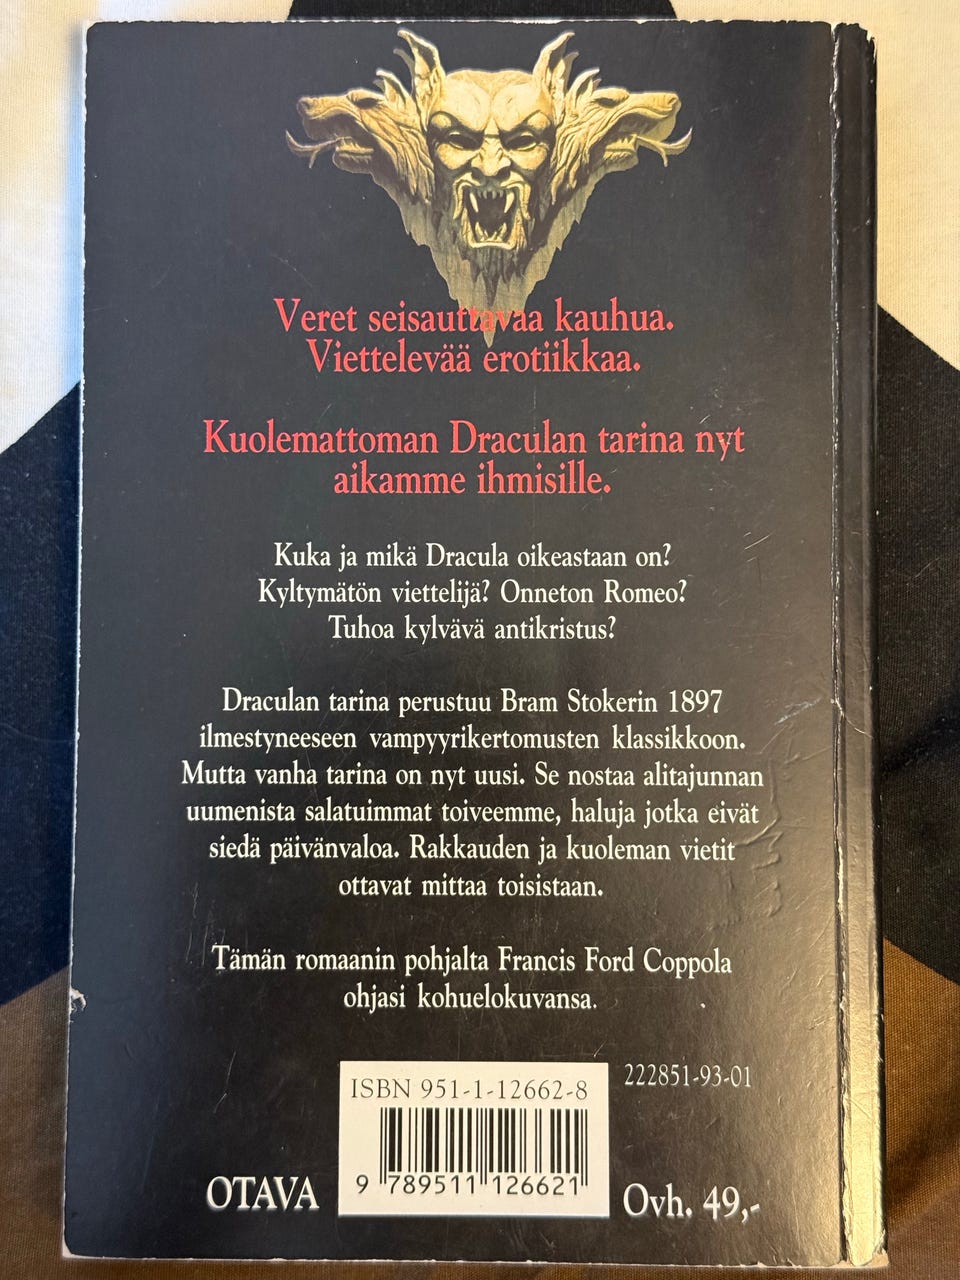 Veret seisauttavaa kauhua.
Viettelevää erotiikkaa.
Kuolemattoman Draculan tarina nyt
aikamme ihmisille.
Kuka ja mikä Dracula oikeastaan on?
Kyltymätön viettelijä? Onneton Romeo?
Tuhoa kylvävä antikristus?
Draculan tarina perustuu Bram Stokerin 1897
ilmestyneeseen vampyyrikertomusten klassikkoon.
Mutta vanha tarina on nyt uusi. Se nostaa alitajunnan
uumenista salatuimmat toiveemme, haluja jotka eivät
siedä päivänvaloa. Rakkauden ja kuoleman vietit
ottavat mittaa toisistaan.
Tämän romaanin pohjalta Francis Ford Coppola
ohjasi kohuelokuvansa.
ISBN 951-1-12662-8
222851-93-01
9 789511 126621
OTAVA
Ovh. 49,-